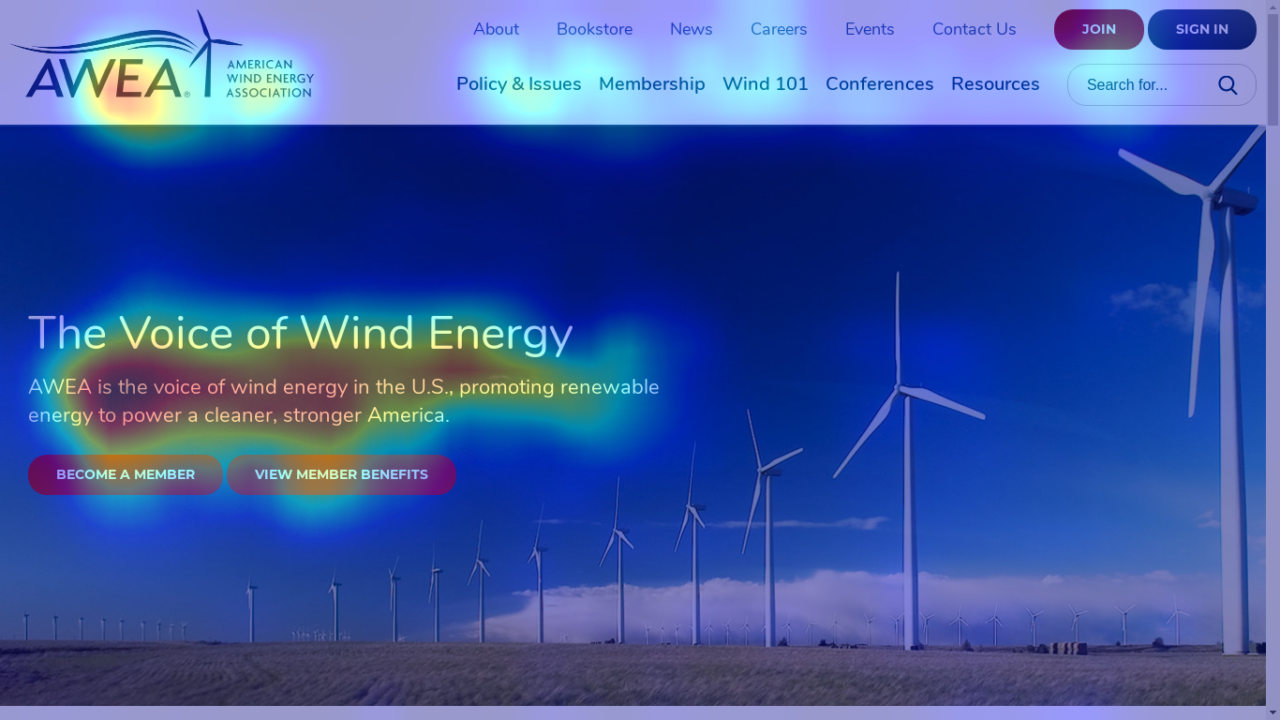 About Bookstore News Careers Events Contact Us JOIN SIGN IN
AWEA®
AMERICAN
WIND ENERGY
ASSOCIATION
Policy & Issues Membership Wind 101 Conferences Resources Search for...
The Voice of Wind Energy
AWEA is the voice of wind energy in the U.S., promoting renewable
energy to power a cleaner, stronger America.
BECOME A MEMBER VIEW MEMBER BENEFITS